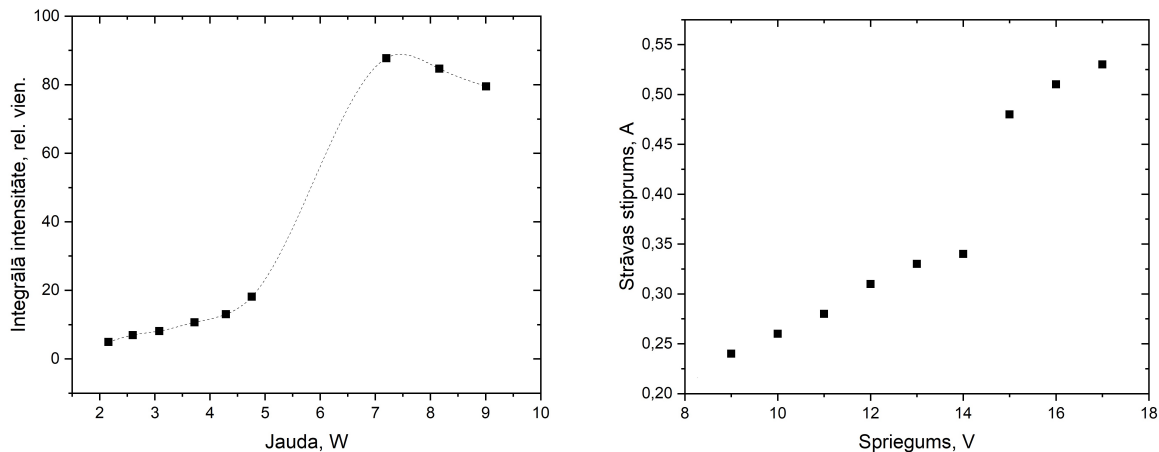 Integrālā intensitāte, rel. vien.
100
80
60
40
20
0
2 3 4 5 6 7 8 9 10
Jauda, W
Strāvas stiprums, A
0,55
0,50
0,45
0,40
0,35
0,30
0,25
0,20
8 10 12 14 16 18
Spriegums, V